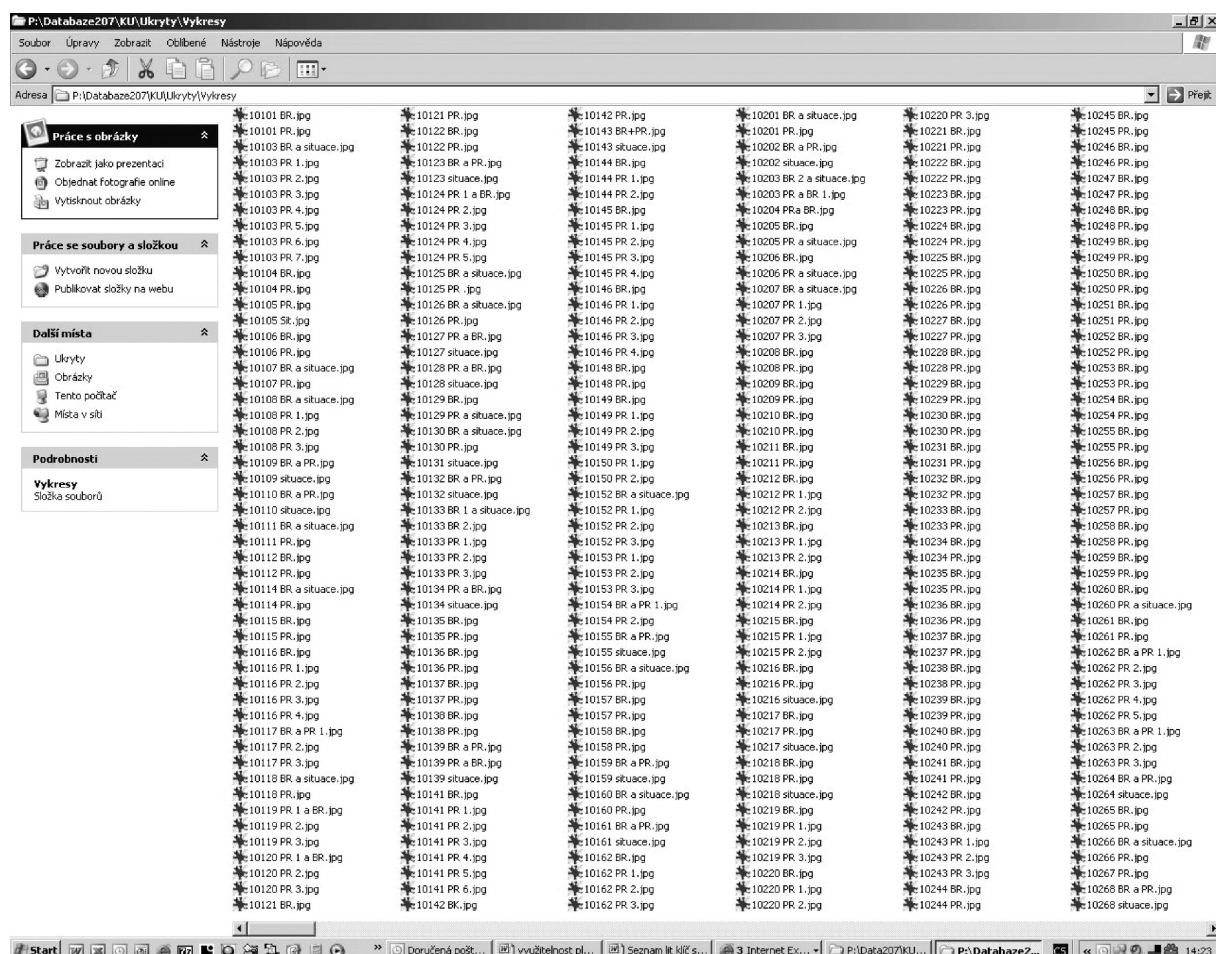 P:\Databaze207\KU\Ukryty\Vykresy
Soubor Úpravy Zobrazit Oblíbené Nástroje Nápověda
Adresa P:\Databaze207\KU\Ukryty\Vykresy Přejít
Práce s obrázky
Zobrazit jako prezentaci
Objednat fotografie online
Vytisknout obrázky
Práce se soubory a složkou
Vytvořit novou složku
Publikovat složky na webu
Další místa
Ukryty
Obrázky
Tento počítač
Místa v síti
Podrobnosti
Vykresy
Složka souborů
10101 BR.jpg
10101 PR.jpg
10103 BR a situace.jpg
10103 PR 1.jpg
10103 PR 2.jpg
10103 PR 3.jpg
10103 PR 4.jpg
10103 PR 5.jpg
10103 PR 6.jpg
10103 PR 7.jpg
10104 BR.jpg
10104 PR.jpg
10105 PR.jpg
10105 Sit.jpg
10106 BR.jpg
10106 PR.jpg
10107 BR a situace.jpg
10107 PR.jpg
10108 BR a situace.jpg
10108 PR 1.jpg
10108 PR 2.jpg
10108 PR 3.jpg
10109 BR a PR.jpg
10109 situace.jpg
10110 BR a PR.jpg
10110 situace.jpg
10111 BR a situace.jpg
10111 PR.jpg
10112 BR.jpg
10112 PR.jpg
10114 BR a situace.jpg
10114 PR.jpg
10115 BR.jpg
10115 PR.jpg
10116 BR.jpg
10116 PR 1.jpg
10116 PR 2.jpg
10116 PR 3.jpg
10116 PR 4.jpg
10117 BR a PR 1.jpg
10117 PR 2.jpg
10117 PR 3.jpg
10118 BR a situace.jpg
10118 PR.jpg
10119 PR 1 a BR.jpg
10119 PR 2.jpg
10119 PR 3.jpg
10120 PR 1 a BR.jpg
10120 PR 2.jpg
10120 PR 3.jpg
10121 BR.jpg
10121 PR.jpg
10122 BR.jpg
10122 PR.jpg
10123 BR a PR.jpg
10123 situace.jpg
10124 PR 1 a BR.jpg
10124 PR 2.jpg
10124 PR 3.jpg
10124 PR 4.jpg
10124 PR 5.jpg
10125 BR a situace.jpg
10125 PR .jpg
10126 BR a situace.jpg
10126 PR.jpg
10127 PR a BR.jpg
10127 situace.jpg
10128 PR a BR.jpg
10128 situace.jpg
10129 BR.jpg
10129 PR a situace.jpg
10130 BR a situace.jpg
10130 PR.jpg
10131 situace.jpg
10132 BR a PR.jpg
10132 situace.jpg
10133 BR 1 a situace.jpg
10133 BR 2.jpg
10133 PR 1.jpg
10133 PR 2.jpg
10133 PR 3.jpg
10134 PR a BR.jpg
10134 situace.jpg
10135 BR.jpg
10135 PR.jpg
10136 BR.jpg
10136 PR.jpg
10137 BR.jpg
10137 PR.jpg
10138 BR.jpg
10138 PR.jpg
10139 BR a PR.jpg
10139 PR a BR.jpg
10139 situace.jpg
10141 BR.jpg
10141 PR 1.jpg
10141 PR 2.jpg
10141 PR 3.jpg
10141 PR 4.jpg
10141 PR 5.jpg
10141 PR 6.jpg
10142 BK.jpg
10142 PR.jpg
10143 BR+PR.jpg
10143 situace.jpg
10144 BR.jpg
10144 PR 1.jpg
10144 PR 2.jpg
10145 BR.jpg
10145 PR 1.jpg
10145 PR 2.jpg
10145 PR 3.jpg
10145 PR 4.jpg
10146 BR.jpg
10146 PR 1.jpg
10146 PR 2.jpg
10146 PR 3.jpg
10146 PR 4.jpg
10148 BR.jpg
10148 PR.jpg
10149 BR.jpg
10149 PR 1.jpg
10149 PR 2.jpg
10149 PR 3.jpg
10150 PR 1.jpg
10150 PR 2.jpg
10152 BR a situace.jpg
10152 PR 1.jpg
10152 PR 2.jpg
10152 PR 3.jpg
10153 PR 1.jpg
10153 PR 2.jpg
10153 PR 3.jpg
10154 BR a PR 1.jpg
10154 PR 2.jpg
10155 BR a PR.jpg
10155 situace.jpg
10156 BR a situace.jpg
10156 PR.jpg
10157 BR.jpg
10157 PR.jpg
10158 BR.jpg
10158 PR.jpg
10159 BR a PR.jpg
10159 situace.jpg
10160 BR a situace.jpg
10160 PR.jpg
10161 BR a PR.jpg
10161 situace.jpg
10162 BR.jpg
10162 PR 1.jpg
10162 PR 2.jpg
10162 PR 3.jpg
10201 BR a situace.jpg
10201 PR.jpg
10202 BR a PR.jpg
10202 situace.jpg
10203 BR 2 a situace.jpg
10203 PR a BR 1.jpg
10204 PRa BR.jpg
10205 BR.jpg
10205 PR a situace.jpg
10206 BR.jpg
10206 PR a situace.jpg
10207 BR a situace.jpg
10207 PR 1.jpg
10207 PR 2.jpg
10207 PR 3.jpg
10208 BR.jpg
10208 PR.jpg
10209 BR.jpg
10209 PR.jpg
10210 BR.jpg
10210 PR.jpg
10211 BR.jpg
10211 PR.jpg
10212 BR.jpg
10212 PR 1.jpg
10212 PR 2.jpg
10213 BR.jpg
10213 PR 1.jpg
10213 PR 2.jpg
10214 BR.jpg
10214 PR 1.jpg
10214 PR 2.jpg
10215 BR.jpg
10215 PR 1.jpg
10215 PR 2.jpg
10216 BR.jpg
10216 PR.jpg
10216 situace.jpg
10217 BR.jpg
10217 PR.jpg
10217 situace.jpg
10218 BR.jpg
10218 PR.jpg
10218 situace.jpg
10219 BR.jpg
10219 PR 1.jpg
10219 PR 2.jpg
10219 PR 3.jpg
10220 BR.jpg
10220 PR 1.jpg
10220 PR 2.jpg
10220 PR 3.jpg
10221 BR.jpg
10221 PR.jpg
10222 BR.jpg
10222 PR.jpg
10223 BR.jpg
10223 PR.jpg
10224 BR.jpg
10224 PR.jpg
10225 BR.jpg
10225 PR.jpg
10226 BR.jpg
10226 PR.jpg
10227 BR.jpg
10227 PR.jpg
10228 BR.jpg
10228 PR.jpg
10229 BR.jpg
10229 PR.jpg
10230 BR.jpg
10230 PR.jpg
10231 BR.jpg
10231 PR.jpg
10232 BR.jpg
10232 PR.jpg
10233 BR.jpg
10233 PR.jpg
10234 BR.jpg
10234 PR.jpg
10235 BR.jpg
10235 PR.jpg
10236 BR.jpg
10236 PR.jpg
10237 BR.jpg
10237 PR.jpg
10238 BR.jpg
10238 PR.jpg
10239 BR.jpg
10239 PR.jpg
10240 BR.jpg
10240 PR.jpg
10241 BR.jpg
10241 PR.jpg
10242 BR.jpg
10242 PR.jpg
10243 BR.jpg
10243 PR 1.jpg
10243 PR 2.jpg
10243 PR 3.jpg
10244 BR.jpg
10244 PR.jpg
10245 BR.jpg
10245 PR.jpg
10246 BR.jpg
10246 PR.jpg
10247 BR.jpg
10247 PR.jpg
10248 BR.jpg
10248 PR.jpg
10249 BR.jpg
10249 PR.jpg
10250 BR.jpg
10250 PR.jpg
10251 BR.jpg
10251 PR.jpg
10252 BR.jpg
10252 PR.jpg
10253 BR.jpg
10253 PR.jpg
10254 BR.jpg
10254 PR.jpg
10255 BR.jpg
10255 PR.jpg
10256 BR.jpg
10256 PR.jpg
10257 BR.jpg
10257 PR.jpg
10258 BR.jpg
10258 PR.jpg
10259 BR.jpg
10259 PR.jpg
10260 BR.jpg
10260 PR a situace.jpg
10261 BR.jpg
10261 PR.jpg
10262 BR a PR 1.jpg
10262 PR 2.jpg
10262 PR 3.jpg
10262 PR 4.jpg
10262 PR 5.jpg
10263 BR a PR 1.jpg
10263 PR 2.jpg
10263 PR 3.jpg
10264 BR a PR.jpg
10264 situace.jpg
10265 BR.jpg
10265 PR.jpg
10266 BR a situace.jpg
10266 PR.jpg
10267 PR.jpg
10268 BR a PR.jpg
10268 situace.jpg
Start » Doručená pošt... využitelnost pl... Seznam lit klíč s... 3 Internet Ex... P:\Data207\KU... P:\Databaze2... CS « 14:23